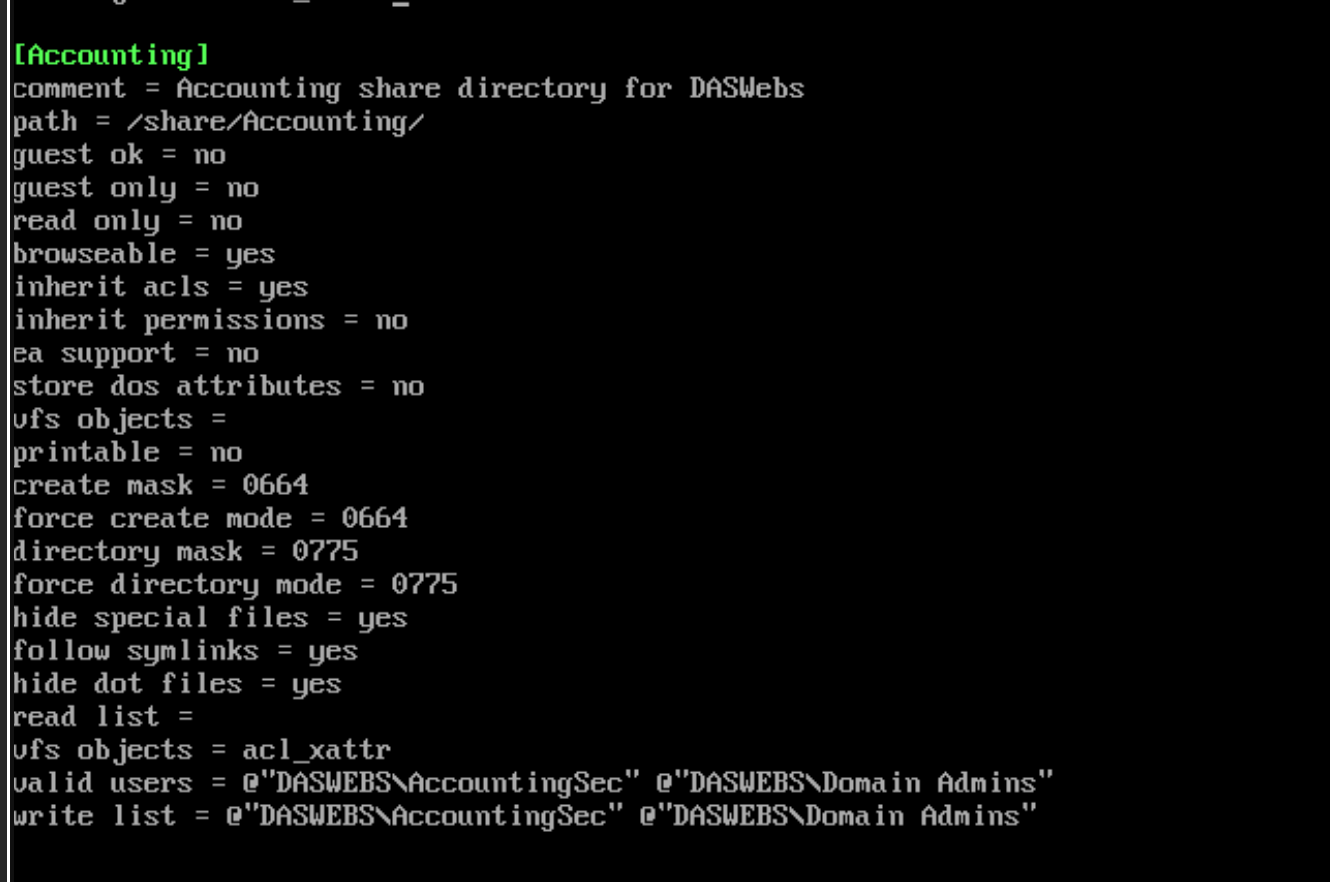 [Accounting]
comment = Accounting share directory for DASWebs
path = /share/Accounting/
guest ok = no
guest only = no
read only = no
browseable = yes
inherit acls = yes
inherit permissions = no
ea support = no
store dos attributes = no
vfs objects =
printable = no
create mask = 0664
force create mode = 0664
directory mask = 0775
force directory mode = 0775
hide special files = yes
follow symlinks = yes
hide dot files = yes
read list =
vfs objects = acl_xattr
valid users = @"DASWEBS\AccountingSec" @"DASWEBS\Domain Admins"
write list = @"DASWEBS\AccountingSec" @"DASWEBS\Domain Admins"